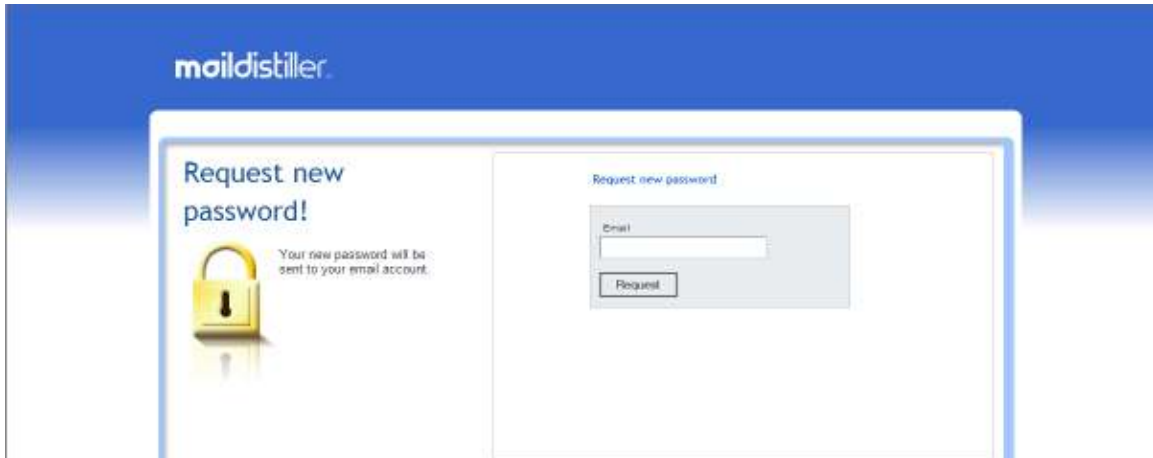 maildistiller.
Request new
password!
Your new password will be
sent to your email account.
Request new password
Email
Request